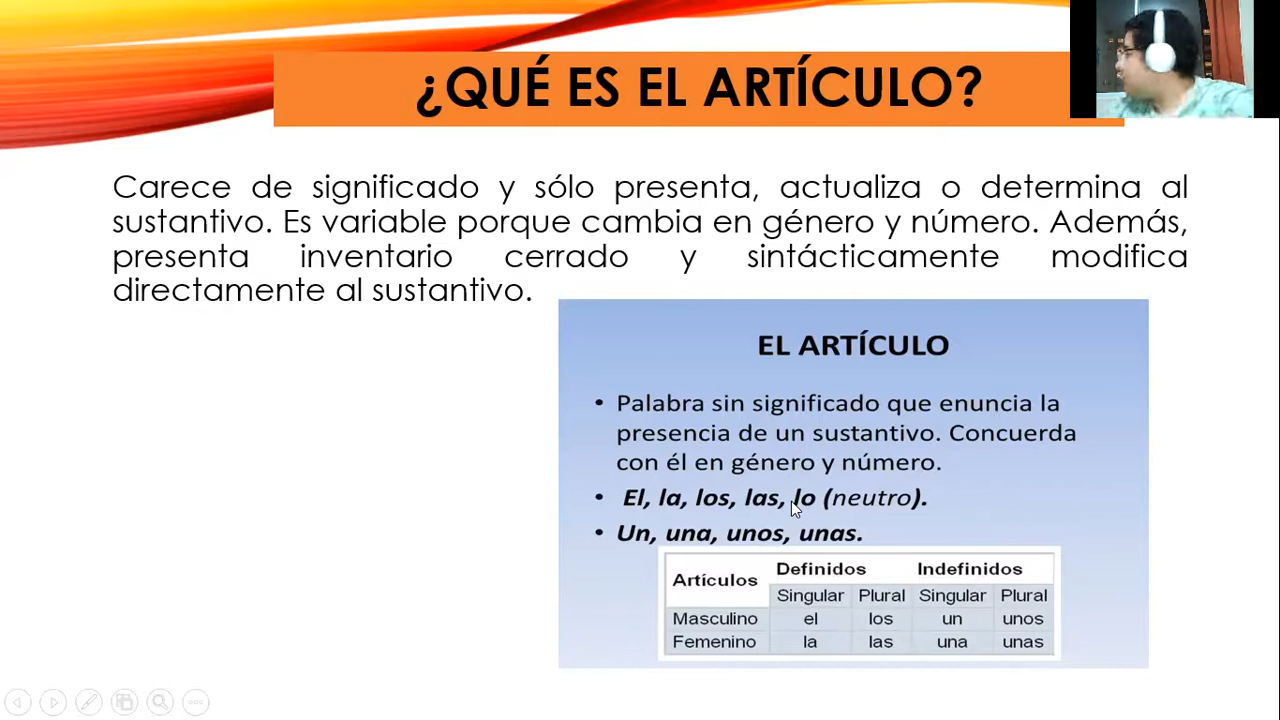 ¿QUÉ ES EL ARTÍCULO?
Carece de significado y sólo presenta, actualiza o determina al
sustantivo. Es variable porque cambia en género y número. Además,
presenta inventario cerrado y sintácticamente modifica
directamente al sustantivo.
EL ARTÍCULO
• Palabra sin significado que enuncia la
presencia de un sustantivo. Concuerda
con él en género y número.
• El, la, los, las, lo (neutro).
• Un, una, unos, unas.
Artículos Definidos Indefinidos
Singular Plural Singular Plural
Masculino el los un unos
Femenino la las una unas